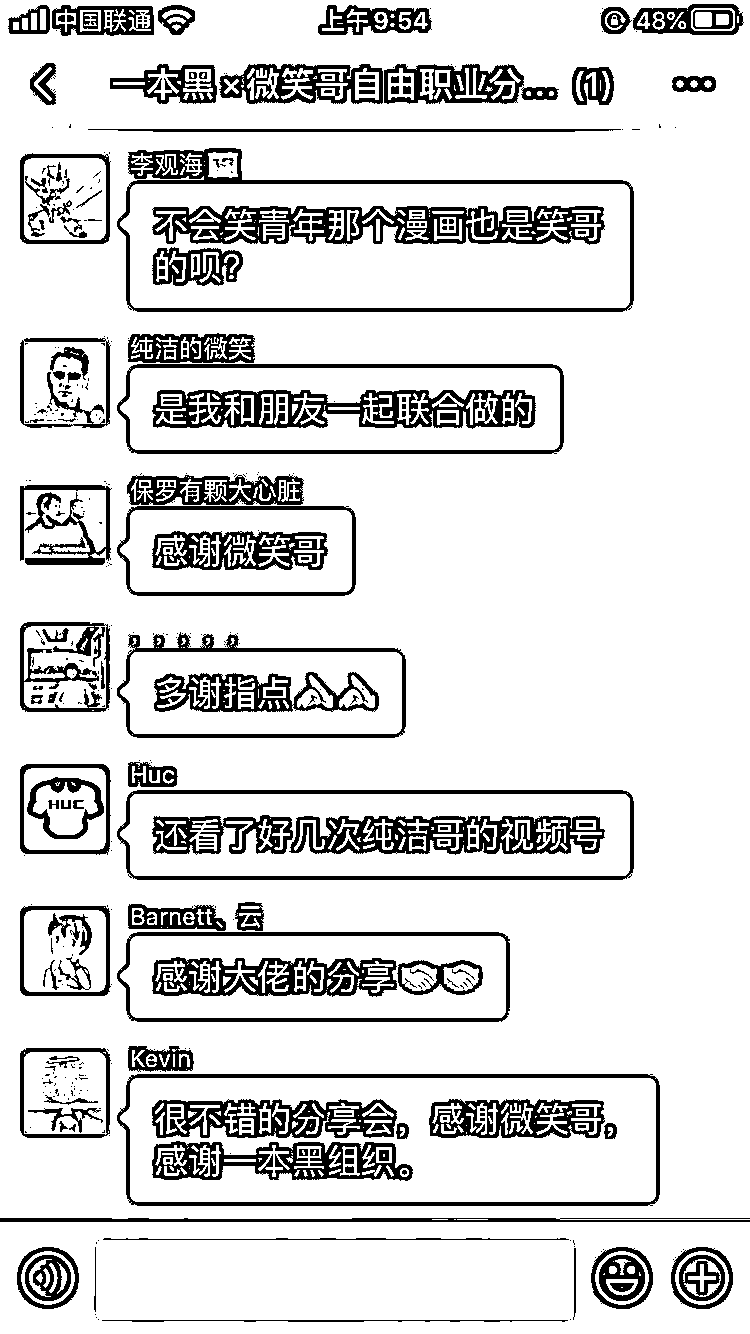 中国联通 上午9:54 48%
一本黑×微笑哥自由职业分... (1)
李观海
不会笑青年那个漫画也是笑哥
的呗?
纯洁的微笑
是我和朋友一起联合做的
保罗有颗大心脏
感谢微笑哥
, , , , ,
多谢指点
Huc
HUC
还看了好几次纯洁哥的视频号
Barnett、云
感谢大佬的分享
Kevin
很不错的分享会，感谢微笑哥，
感谢一本黑组织。